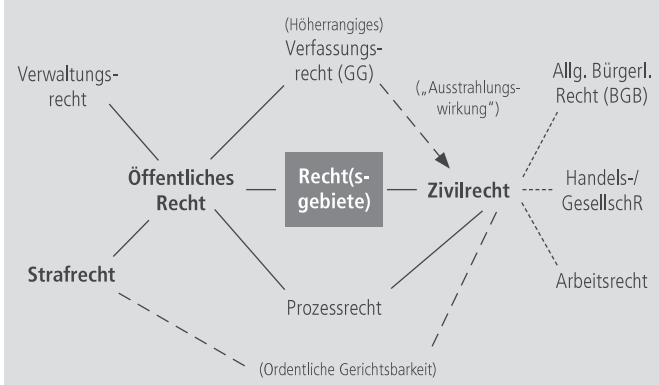 (Höherrangiges)
Verfassungs-
recht (GG)
Verwaltungs-
recht
(„Ausstrahlungs-
wirkung“)
Allg. Bürgerl.
Recht (BGB)
Öffentliches
Recht
Recht(s-
gebiete)
Zivilrecht
Handels-/
GesellschR
Strafrecht
Prozessrecht
Arbeitsrecht
(Ordentliche Gerichtsbarkeit)